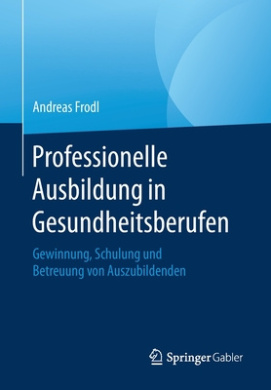 Andreas Frodl
Professionelle
Ausbildung in
Gesundheitsberufen
Gewinnung, Schulung und
Betreuung von Auszubildenden
Springer Gabler